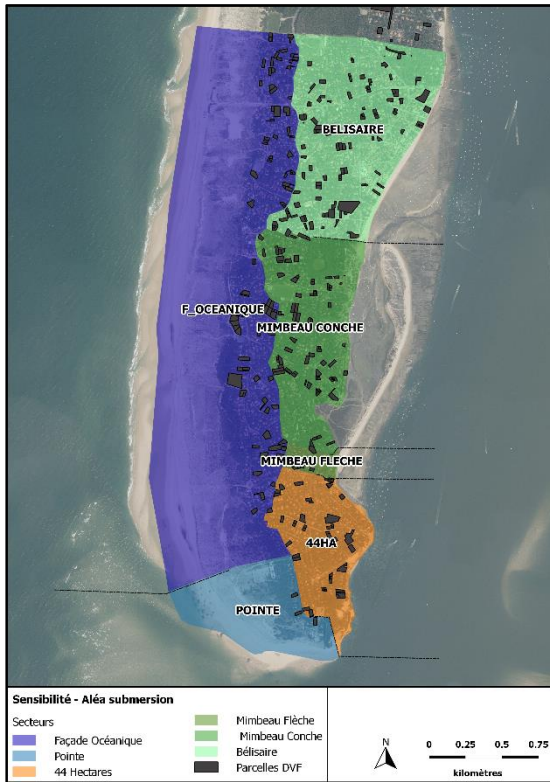 BELISAIRE
F_OCEANIQUE
MIMBEAU CONCHE
MIMBEAU FLECHE
44HA
POINTE
Sensibilité - Aléa submersion
Secteurs
Façade Océanique
Pointe
44 Hectares
Mimbeau Flèche
Mimbeau Conche
Bélisaire
Parcelles DVF
N
0 0.25 0.5 0.75
kilomètres